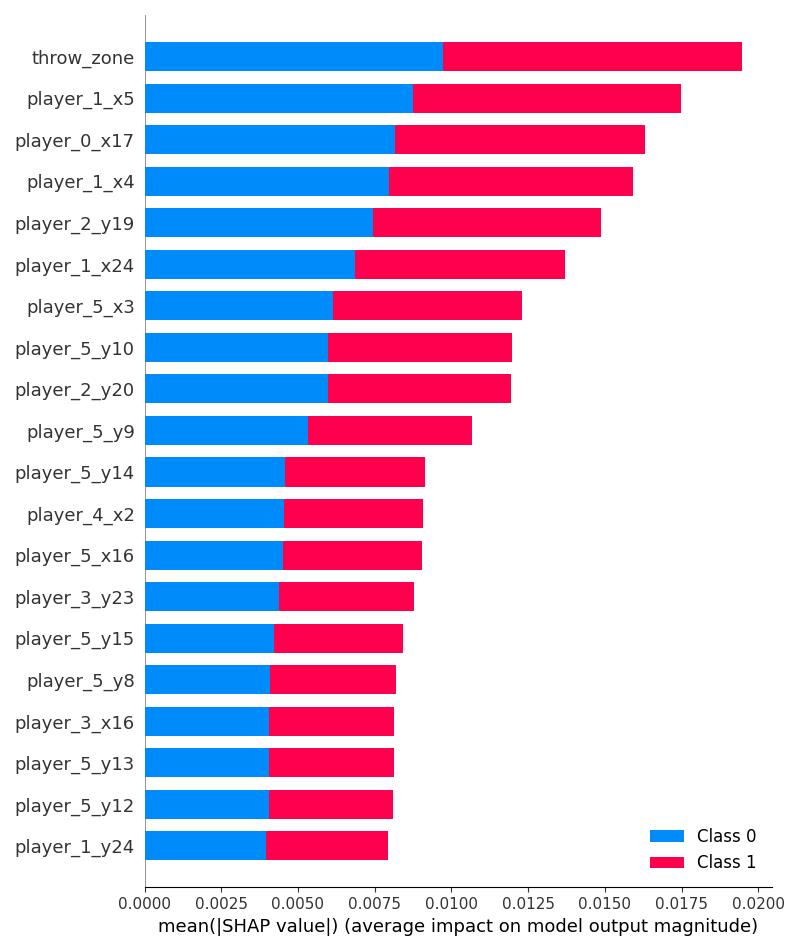 throw_zone
player_1_x5
player_0_x17
player_1_x4
player_2_y19
player_1_x24
player_5_x3
player_5_y10
player_2_y20
player_5_y9
player_5_y14
player_4_x2
player_5_x16
player_3_y23
player_5_y15
player_5_y8
player_3_x16
player_5_y13
player_5_y12
player_1_y24
Class 0
Class 1
0.0000 0.0025 0.0050 0.0075 0.0100 0.0125 0.0150 0.0175 0.0200
mean(|SHAP value|) (average impact on model output magnitude)